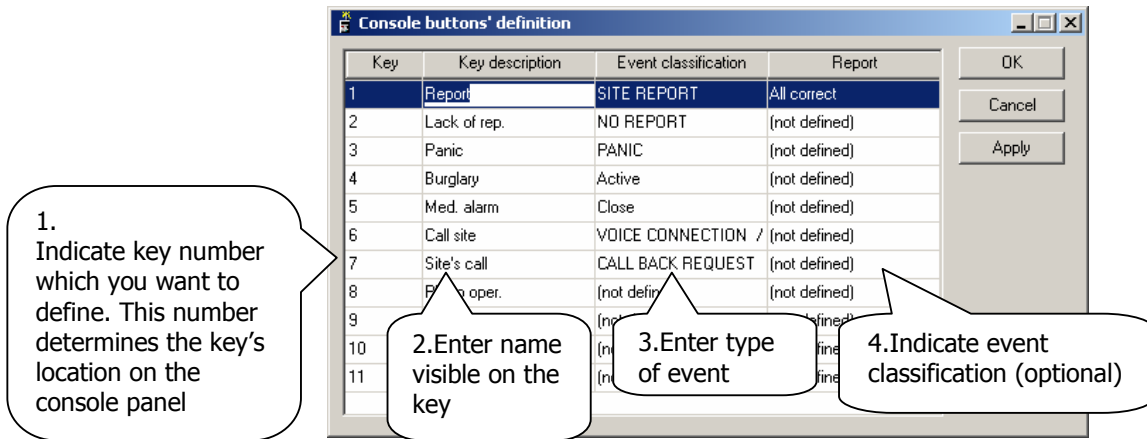 Console buttons' definition
Key Key description Event classification Report
1 Report SITE REPORT All correct
2 Lack of rep. NO REPORT (not defined)
3 Panic PANIC (not defined)
4 Burglary Active (not defined)
5 Med. alarm Close (not defined)
6 Call site VOICE CONNECTION / (not defined)
7 Site's call CALL BACK REQUEST (not defined)
8 oper. (not defin (not defined)
9
10
11
OK
Cancel
Apply
1.
Indicate key number
which you want to
define. This number
determines the key's
location on the
console panel
2.Enter name
visible on the
key
3.Enter type
of event
4.Indicate event
classification (optional)